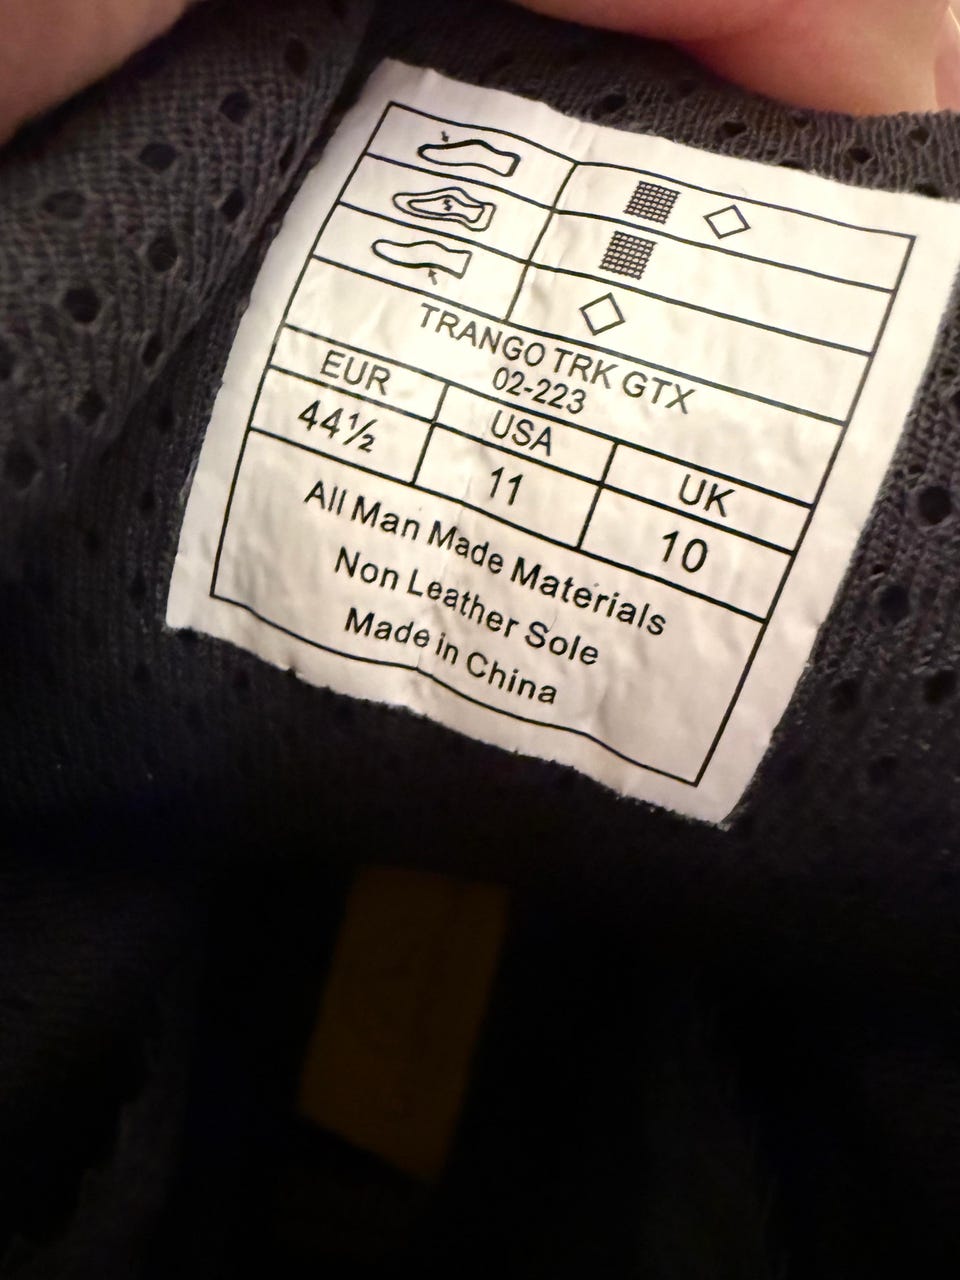 TRANGO TRK GTX
02-223
EUR USA UK
44½ 11 10
All Man Made Materials
Non Leather Sole
Made in China